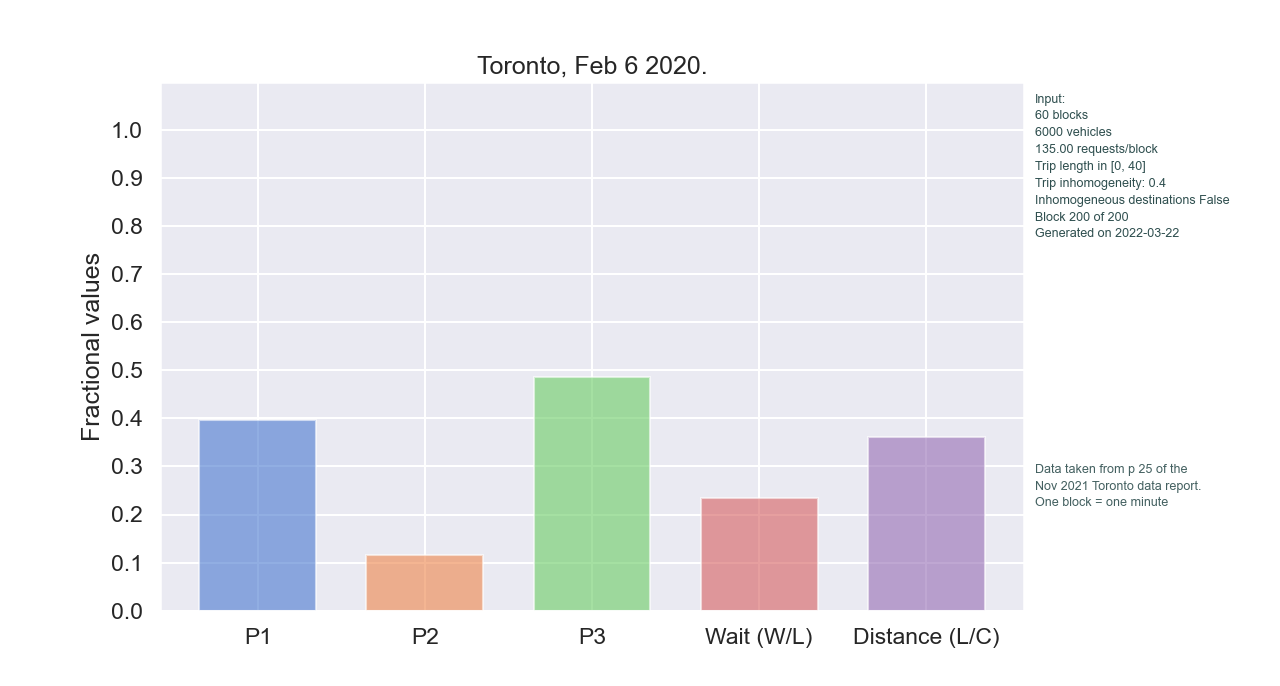 Toronto, Feb 6 2020.
Fractional values
1.0
0.9
0.8
0.7
0.6
0.5
0.4
0.3
0.2
0.1
0.0
P1
P2
P3
Wait (W/L)
Distance (L/C)
Input:
60 blocks
6000 vehicles
135.00 requests/block
Trip length in [0, 40]
Trip inhomogeneity: 0.4
Inhomogeneous destinations False
Block 200 of 200
Generated on 2022-03-22
Data taken from p 25 of the
Nov 2021 Toronto data report.
One block = one minute